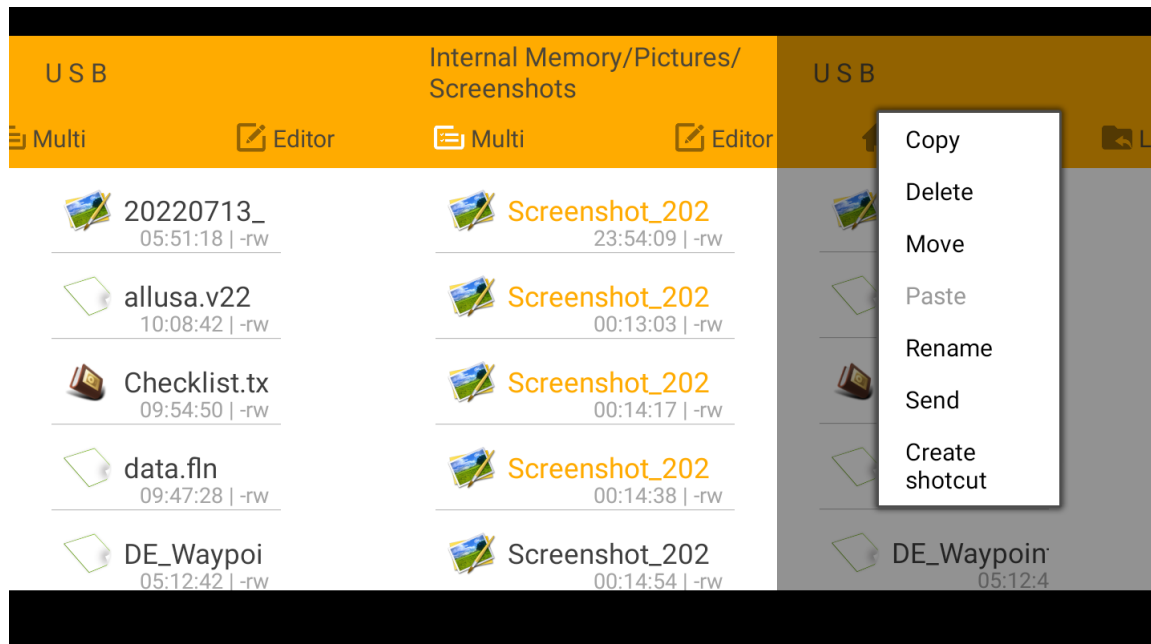 U S B
Multi
Editor
20220713_
05:51:18 | -rw
allusa.v22
10:08:42 | -rw
Checklist.tx
09:54:50 | -rw
data.fln
09:47:28 | -rw
DE_Waypoi
05:12:42 | -rw
Internal Memory/Pictures/
Screenshots
Multi
Editor
Screenshot_202
23:54:09 | -rw
Screenshot_202
00:13:03 | -rw
Screenshot_202
00:14:17 | -rw
Screenshot_202
00:14:38 | -rw
Screenshot_202
00:14:54 | -rw
U S B
L
Copy
Delete
Move
Paste
Rename
Send
Create
shotcut
DE_Waypoin
05:12:4